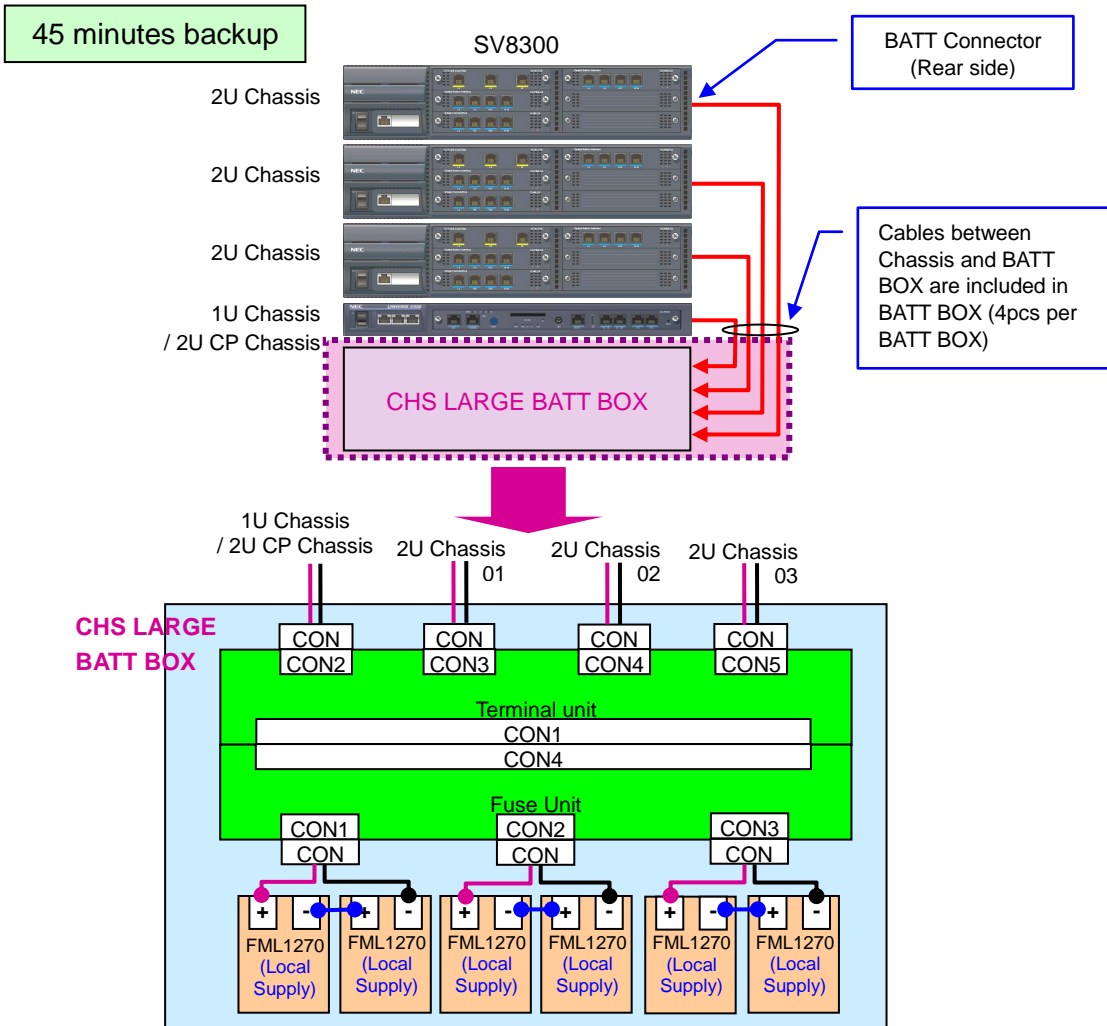 45 minutes backup
SV8300
BATT Connector
(Rear side)
2U Chassis
NEC
2U Chassis
NEC
2U Chassis
NEC
Cables between
Chassis and BATT
BOX are included in
BATT BOX (4pcs per
BATT BOX)
1U Chassis
/ 2U CP Chassis
NEC
CHS LARGE BATT BOX
1U Chassis
/ 2U CP Chassis
2U Chassis
01
2U Chassis
02
2U Chassis
03
CHS LARGE
BATT BOX
CON CON CON CON
CON2 CON3 CON4 CON5
Terminal unit
CON1
CON4
Fuse Unit
CON1 CON2 CON3
CON CON CON
+ - + - + - + - + - + -
FML1270 FML1270 FML1270 FML1270 FML1270 FML1270
(Local (Local (Local (Local (Local (Local
Supply) Supply) Supply) Supply) Supply) Supply)